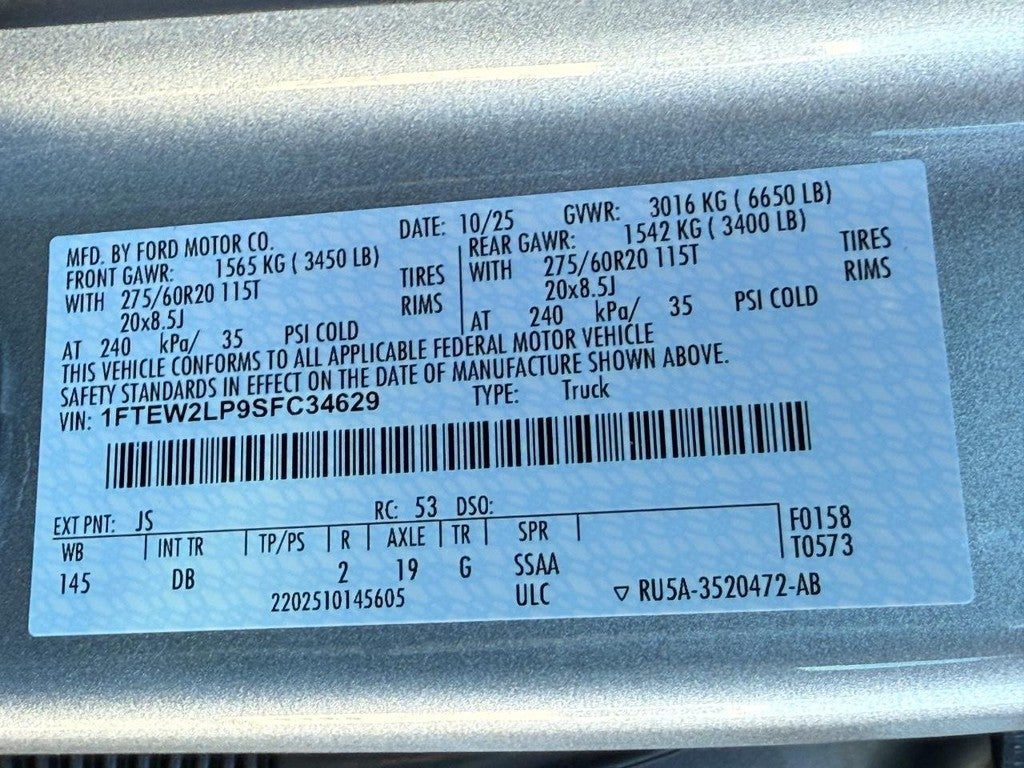 MFD. BY FORD MOTOR CO. DATE: 10/25 GVWR: 3016 KG ( 6650 LB)
FRONT GAWR: 1565 KG ( 3450 LB) REAR GAWR: 1542 KG ( 3400 LB)
WITH 275/60R20 115T TIRES WITH 275/60R20 115T TIRES
20x8.5J RIMS 20x8.5J RIMS
AT 240 kPa/ 35 PSI COLD AT 240 kPa/ 35 PSI COLD
THIS VEHICLE CONFORMS TO ALL APPLICABLE FEDERAL MOTOR VEHICLE
SAFETY STANDARDS IN EFFECT ON THE DATE OF MANUFACTURE SHOWN ABOVE.
VIN: 1FTEW2LP9SFC34629 TYPE: Truck
EXT PNT: JS RC: 53 DSO:
WB INT TR TP/PS R AXLE TR SPR F0158
T0573
145 DB 2 19 G SSAA
2202510145605 ULC ▽ RU5A-3520472-AB